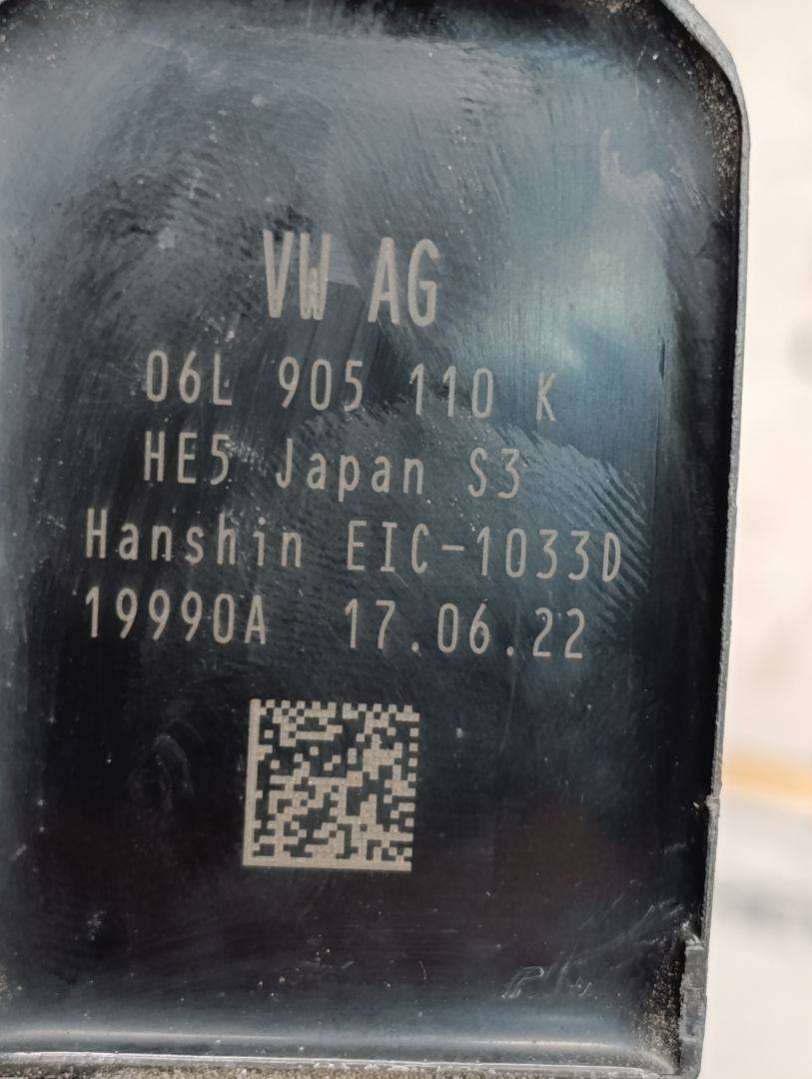 VW AG
06L 905 110 K
HE5 Japan S3
Hanshin EIC-1033D
19990A 17.06.22